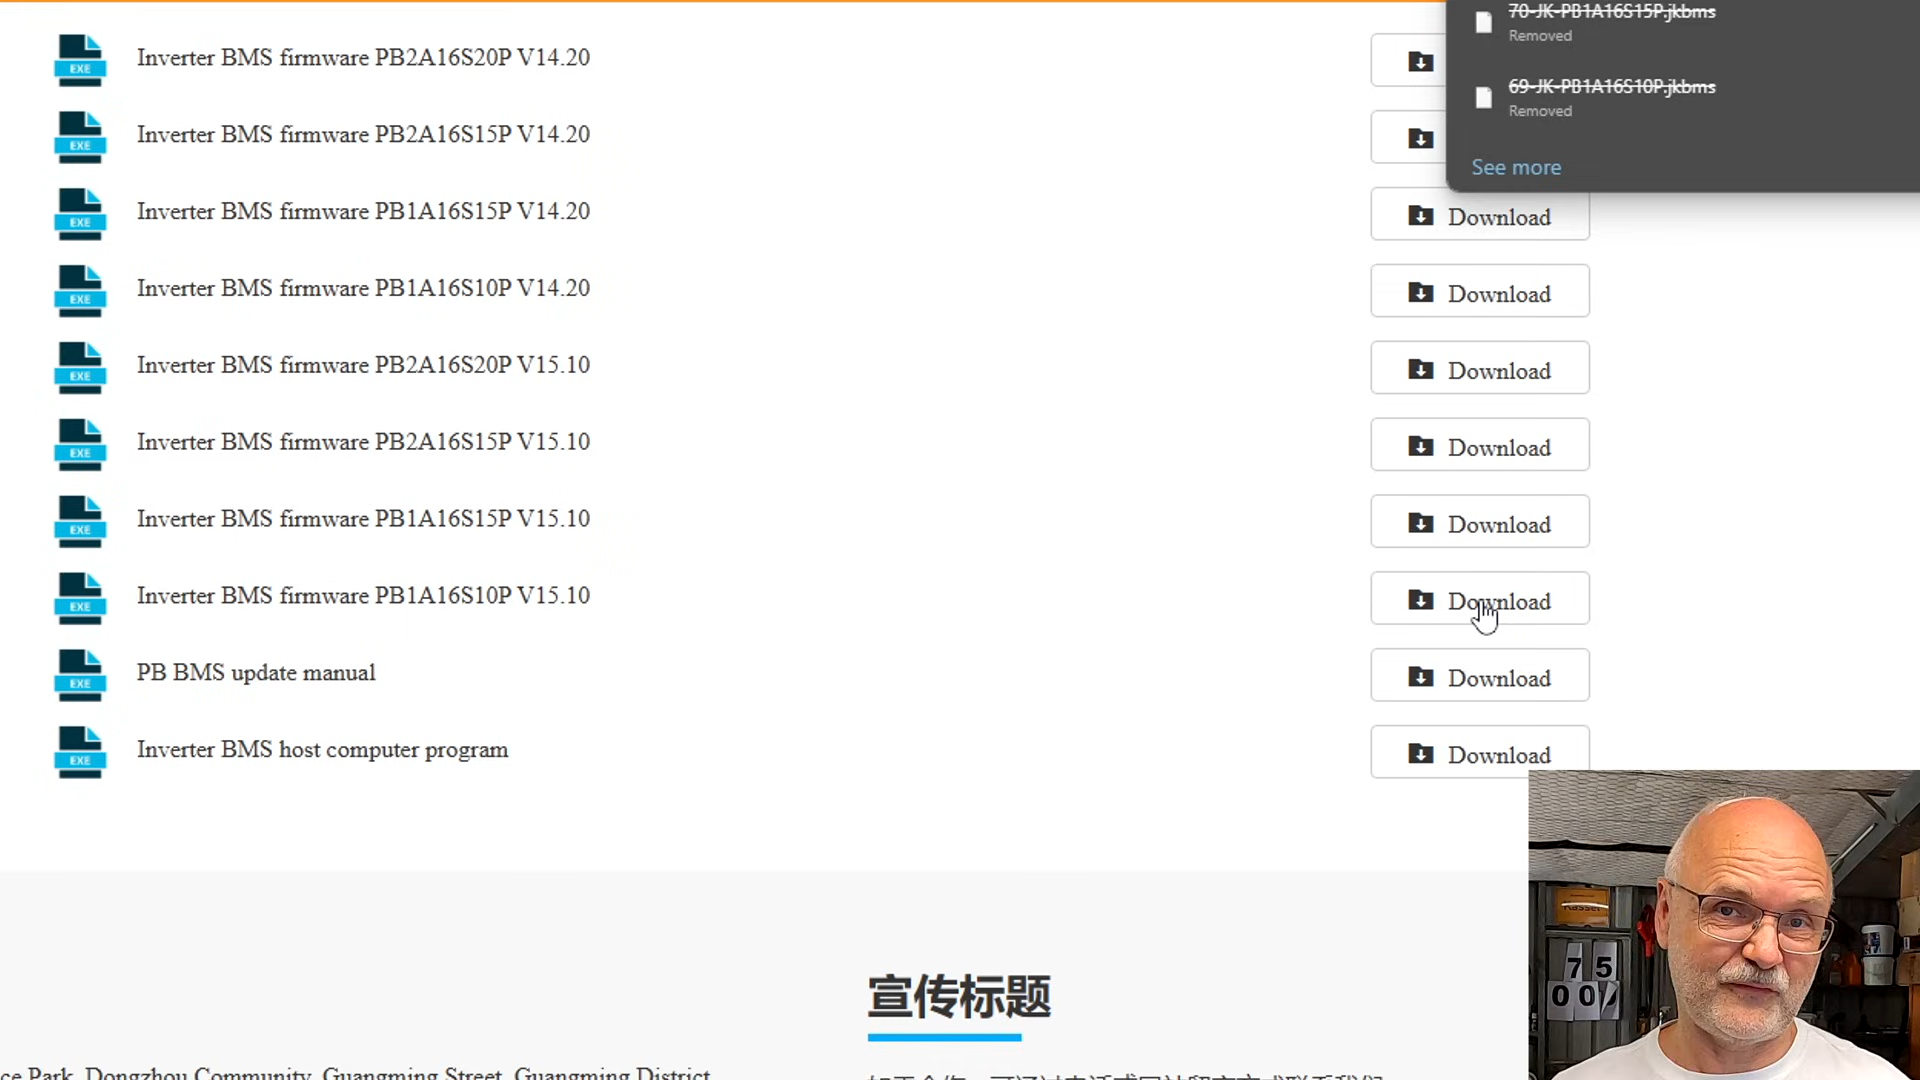 70-JK-PB1A16S15P.jkbms
Removed
69-JK-PB1A16S10P.jkbms
Removed
See more
EXE Inverter BMS firmware PB2A16S20P V14.20
EXE Inverter BMS firmware PB2A16S15P V14.20
EXE Inverter BMS firmware PB1A16S15P V14.20 Download
EXE Inverter BMS firmware PB1A16S10P V14.20 Download
EXE Inverter BMS firmware PB2A16S20P V15.10 Download
EXE Inverter BMS firmware PB2A16S15P V15.10 Download
EXE Inverter BMS firmware PB1A16S15P V15.10 Download
EXE Inverter BMS firmware PB1A16S10P V15.10 Download
EXE PB BMS update manual Download
EXE Inverter BMS host computer program Download
宣传标题
ce Park, Dongzhou Community, Guangming Street, Guangming District
75
00